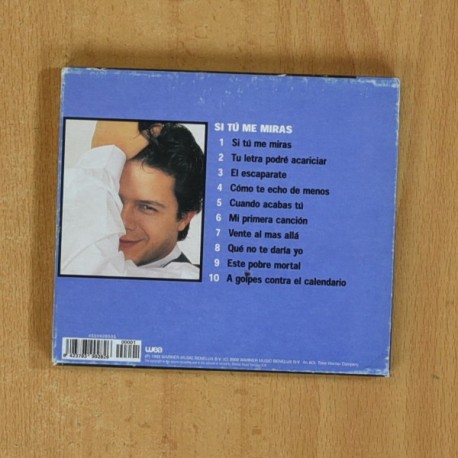 SI TÚ ME MIRAS
1 Si tú me miras
2 Tu letra podré acariciar
3 El escaparate
4 Cómo te echo de menos
5 Cuando acabas tú
6 Mi primera canción
7 Vente al mas allá
8 Qué no te daría yo
9 Este pobre mortal
10 A golpes contra el calendario
wea